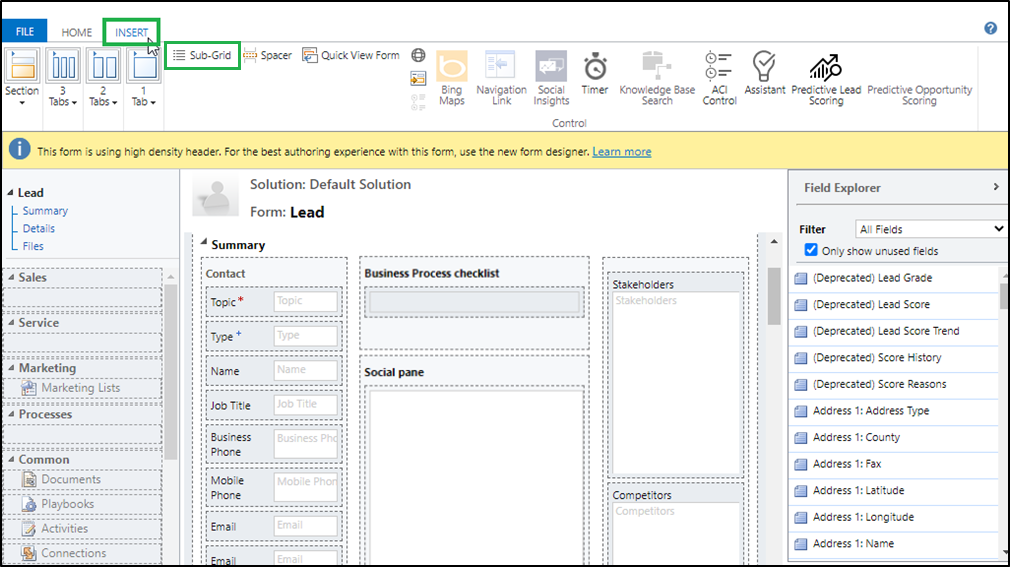 FILE
HOME
INSERT
Section
3
Tabs
2
Tabs
1
Tab
Sub-Grid
Spacer
Quick View Form
Bing
Maps
Navigation
Link
Social
Insights
Timer
Knowledge Base
Search
ACI
Control
Assistant
Predictive Lead
Scoring
Predictive Opportunity
Scoring
Control
This form is using high density header. For the best authoring experience with this form, use the new form designer. Learn more
Lead
Summary
Details
Files
Sales
Service
Marketing
Marketing Lists
Processes
Common
Documents
Playbooks
Activities
Connections
Solution: Default Solution
Form: Lead
Summary
Contact
Topic* Topic
Type+ Type
Name Name
Job Title Job Title
Business
Phone
Business Pho
Mobile
Phone
Mobile Phon
Email Email
Email Email
Business Process checklist
Social pane
Stakeholders
Stakeholders
Competitors
Competitors
Field Explorer
Filter All Fields
Only show unused fields
(Deprecated) Lead Grade
(Deprecated) Lead Score
(Deprecated) Lead Score Trend
(Deprecated) Score History
(Deprecated) Score Reasons
Address 1: Address Type
Address 1: County
Address 1: Fax
Address 1: Latitude
Address 1: Longitude
Address 1: Name